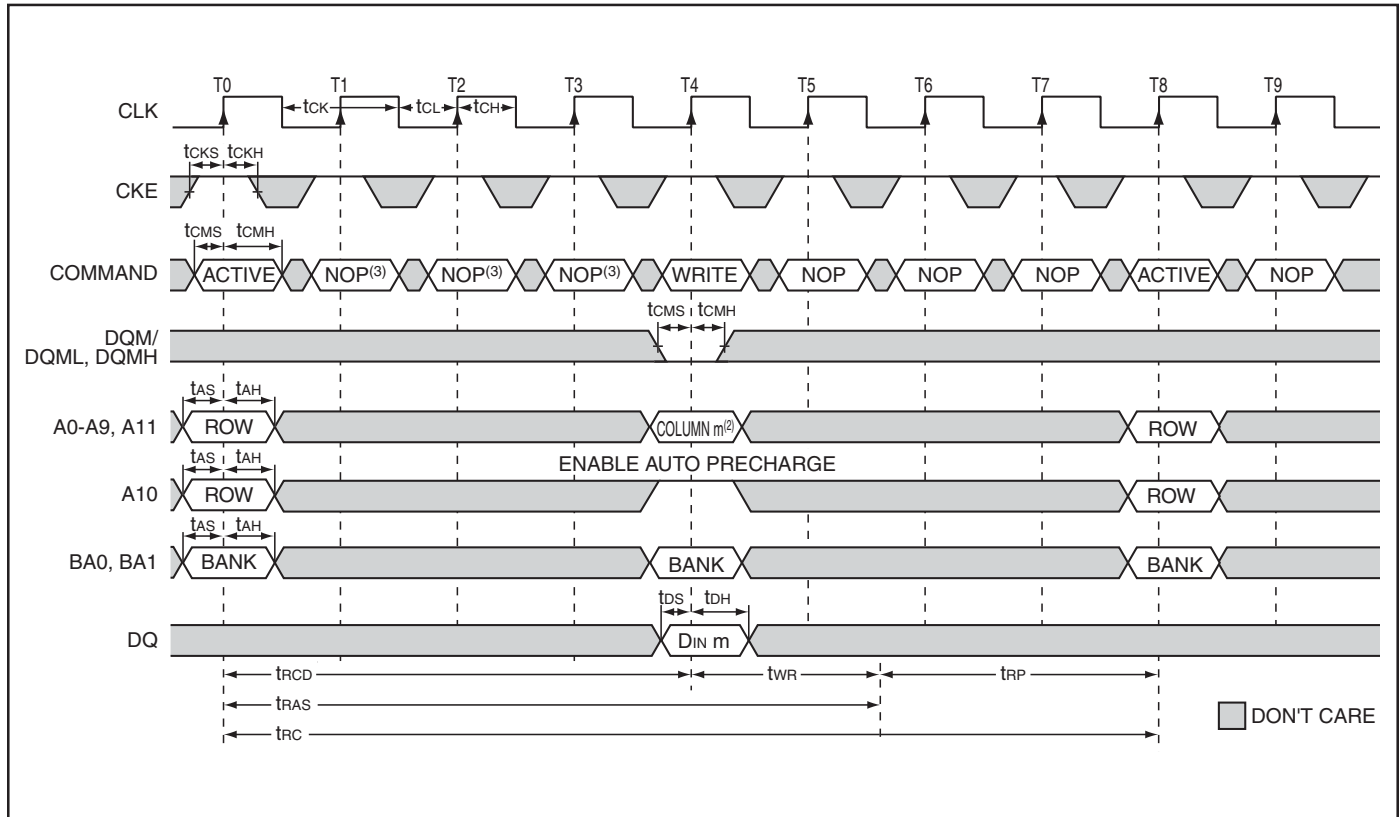 T0 T1 T2 T3 T4 T5 T6 T7 T8 T9
CLK tCK tCL tCH
tCKS tCKH
CKE
tCMS tCMH
COMMAND ACTIVE NOP(3) NOP(3) NOP(3) WRITE NOP NOP NOP ACTIVE NOP
tCMS tCMH
DQM/
DQML, DQMH
tAS tAH
A0-A9, A11 ROW COLUMN m(2) ROW
tAS tAH ENABLE AUTO PRECHARGE
A10 ROW ROW
tAS tAH
BA0, BA1 BANK BANK BANK
tDS tDH
DQ DIN m
tRCD tWR tRP
tRAS
tRC
DON'T CARE